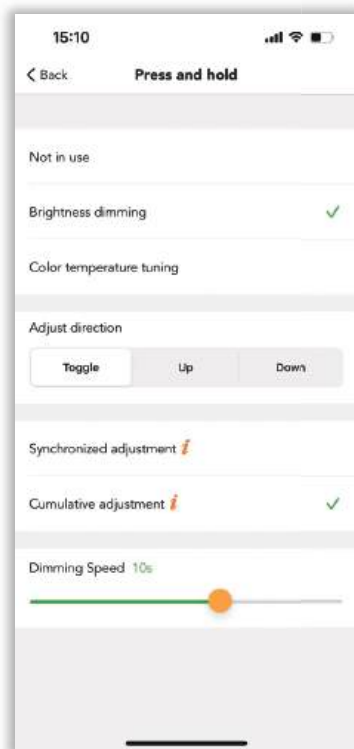 15:10
Back Press and hold
Not in use
Brightness dimming
Color temperature tuning
Adjust direction
Toggle Up Down
Synchronized adjustment i
Cumulative adjustment i
Dimming Speed 10s